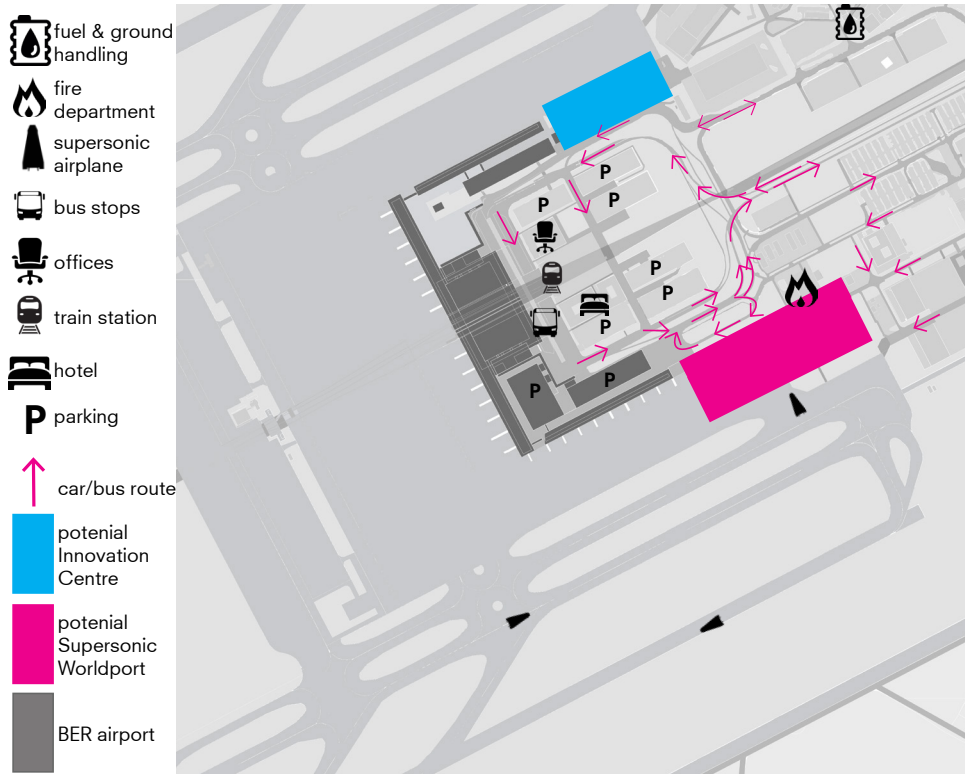 fuel & ground
handling
fire
department
supersonic
airplane
bus stops
offices
train station
hotel
P parking
car/bus route
potenial
Innovation
Centre
potenial
Supersonic
Worldport
BER airport
P
P
P
P
P
P
P
P